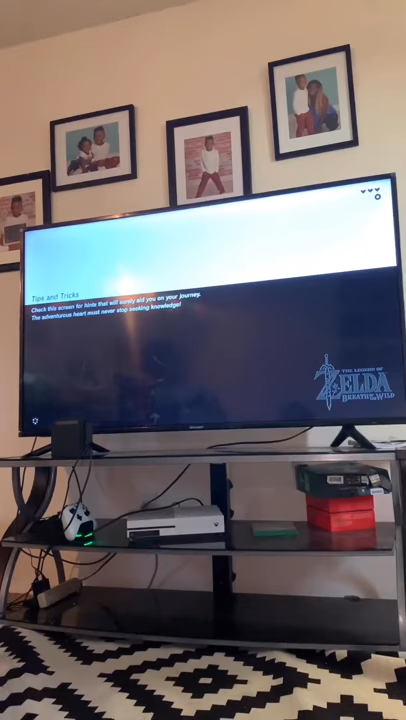 Tips and Tricks
Check this screen for hints that will surely aid you on your journey.
The adventurous heart must never stop seeking knowledge!
THE LEGEND OF
ZELDA
BREATH OF THE WILD